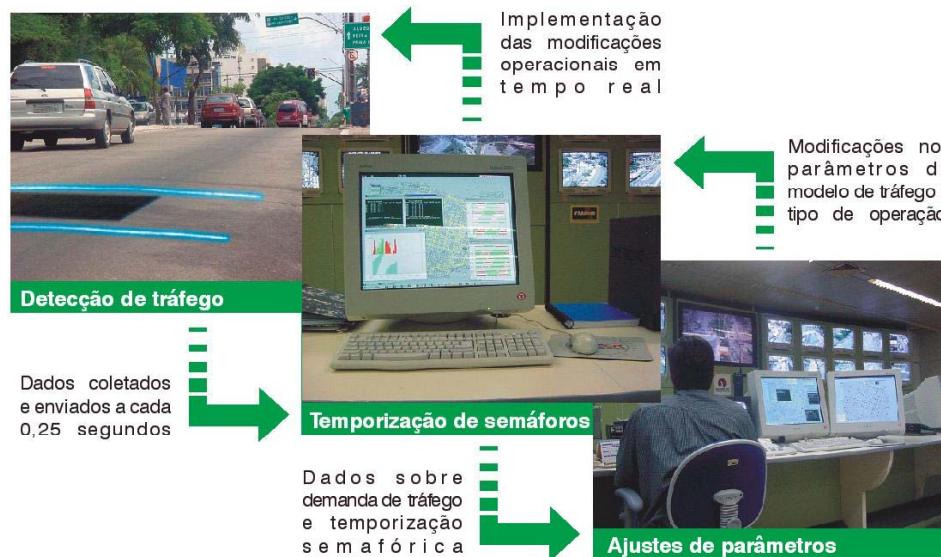 Implementação
das modificações
operacionais em
tempo real
Modificações no
parâmetros d
modelo de tráfego
tipo de operação
Detecção de tráfego
Dados coletados
e enviados a cada
0,25 segundos
Temporização de semáforos
Dados sobre
demanda de tráfego
e temporização
semafórica
Ajustes de parâmetros